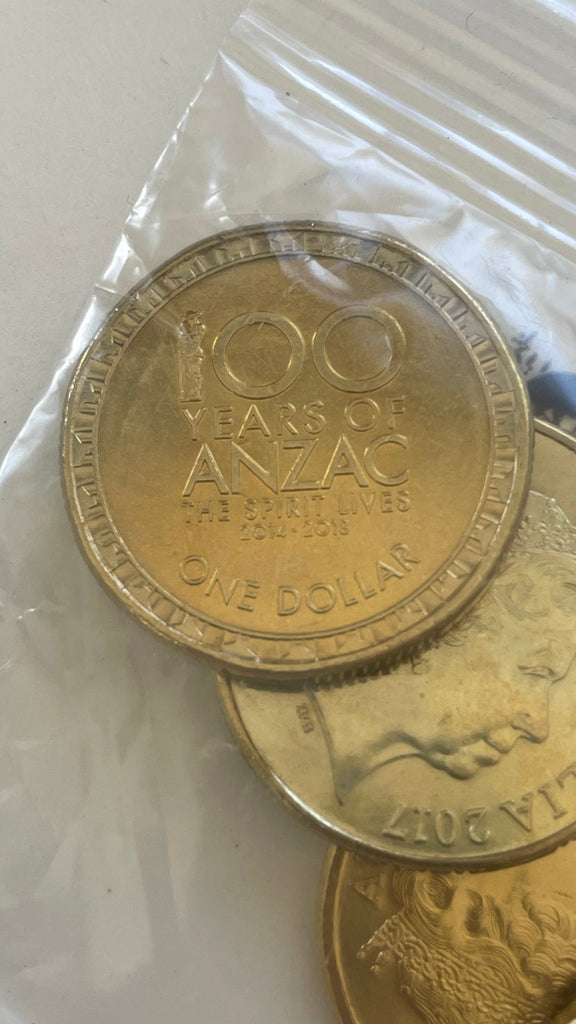 100
YEARS OF
ANZAC
THE SPIRIT LIVES
2014 - 2018
ONE DOLLAR
LIA 2017
A